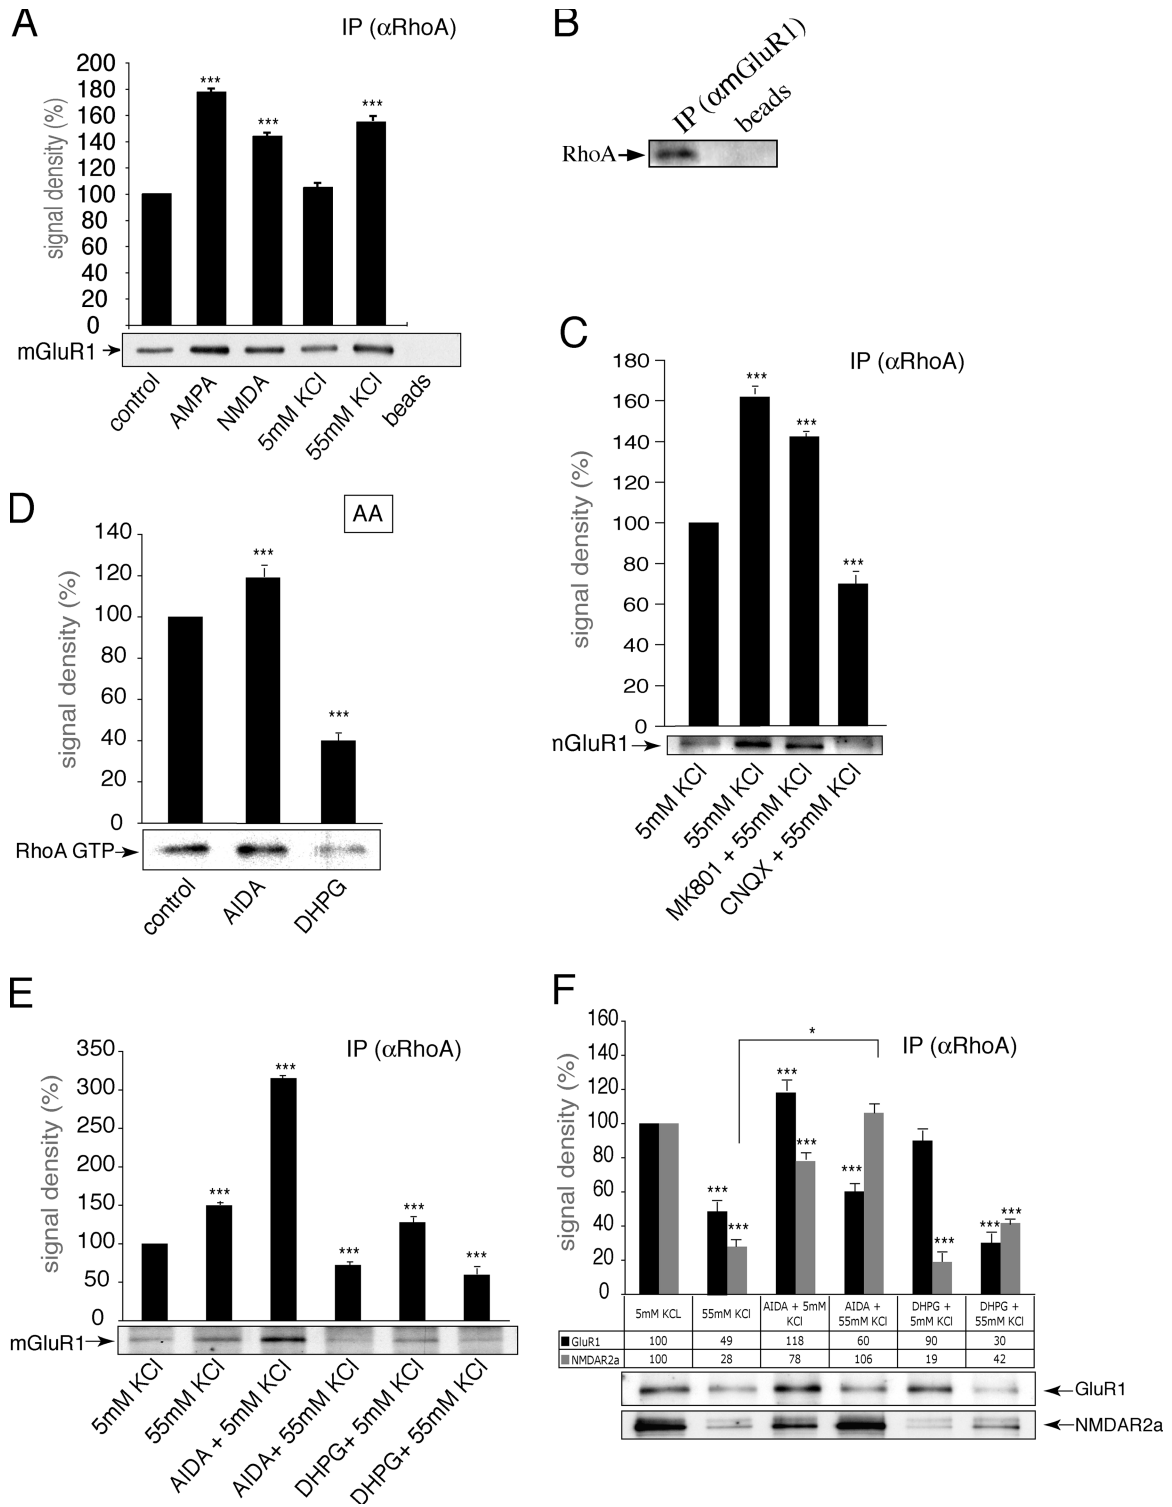 A
IP (αRhoA)
signal density (%)
200
180
160
140
120
100
80
60
40
20
0
***
***
***
mGluR1
control
AMPA
NMDA
5mM KCl
55mM KCl
beads
B
IP (αmGluR1)
beads
RhoA
C
IP (αRhoA)
signal density (%)
180
160
140
120
100
80
60
40
20
0
***
***
***
mGluR1
5mM KCl
55mM KCl
MK801 + 55mM KCl
CNQX + 55mM KCl
D
AA
signal density (%)
140
120
100
80
60
40
20
0
***
***
RhoA GTP
control
AIDA
DHPG
E
IP (αRhoA)
signal density (%)
350
300
250
200
150
100
50
0
***
***
***
***
***
mGluR1
5mM KCl
55mM KCl
AIDA + 5mM KCl
AIDA+ 55mM KCl
DHPG+ 5mM KCl
DHPG+ 55mM KCl
F
IP (αRhoA)
signal density (%)
160
140
120
100
80
60
40
20
0
*
***
***
***
***
***
***
***
***
5mM KCL 55mM KCl AIDA + 5mM AIDA + DHPG + DHPG +
KCl 55mM KCl 5mM KCl 55mM KCl
GluR1 100 49 118 60 90 30
NMDAR2a 100 28 78 106 19 42
GluR1
NMDAR2a